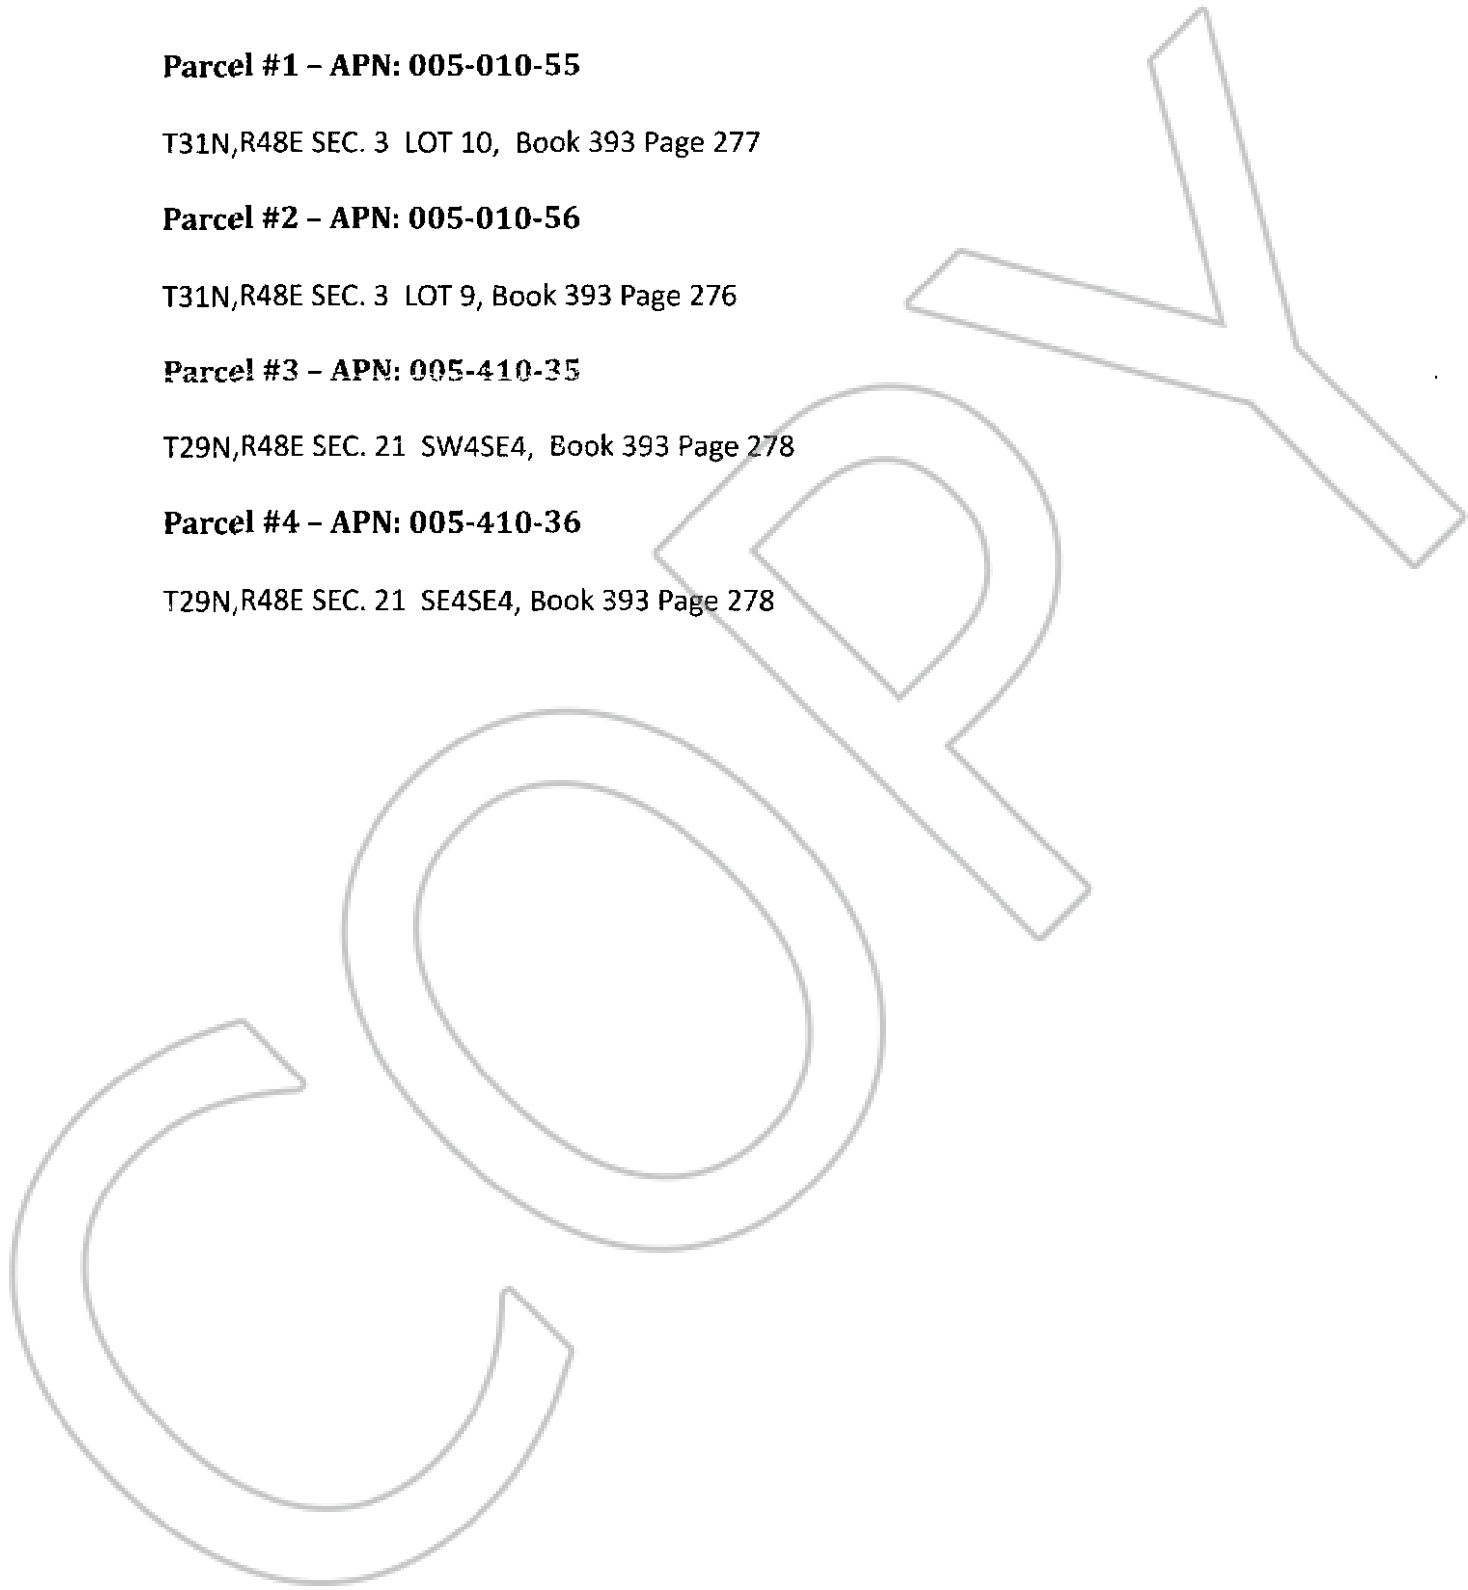 Parcel #1 – APN: 005-010-55
T31N,R48E SEC. 3 LOT 10, Book 393 Page 277
Parcel #2 – APN: 005-010-56
T31N,R48E SEC. 3 LOT 9, Book 393 Page 276
Parcel #3 – APN: 005-410-35
T29N,R48E SEC. 21 SW4SE4, Book 393 Page 278
Parcel #4 – APN: 005-410-36
T29N,R48E SEC. 21 SE4SE4, Book 393 Page 278
COPY